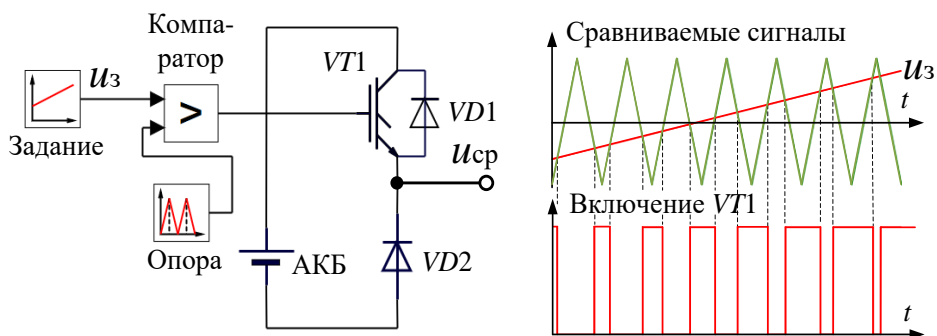 Компа-
ратор
uз
Задание
>
Опора
VT1
VD1
uср
АКБ
VD2
Сравниваемые сигналы
uз
t
Включение VT1
t